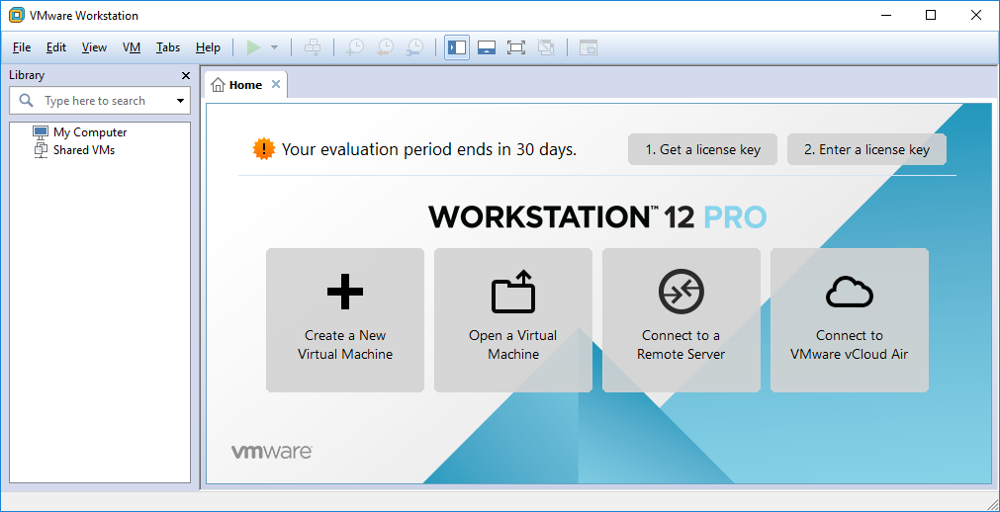 VMware Workstation
File Edit View VM Tabs Help
Library
Type here to search
My Computer
Shared VMs
Home
Your evaluation period ends in 30 days.
1. Get a license key
2. Enter a license key
WORKSTATION™ 12 PRO
Create a New
Virtual Machine
Open a Virtual
Machine
Connect to a
Remote Server
Connect to
VMware vCloud Air
vmware